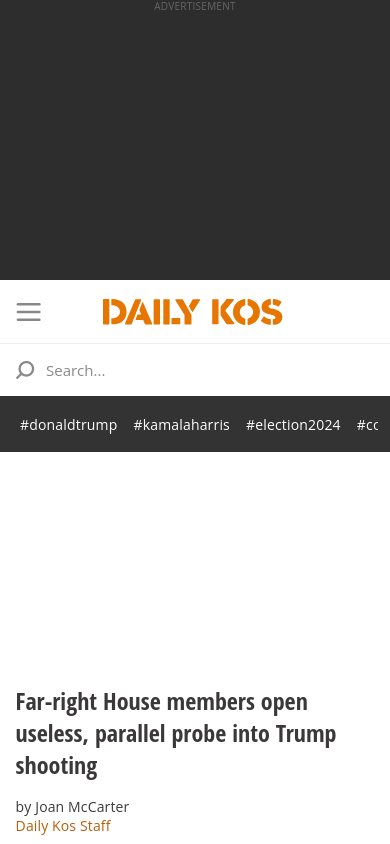 ADVERTISEMENT
DAILY KOS
Search...
#donaldtrump #kamalaharris #election2024
Far-right House members open
useless, parallel probe into Trump
shooting
by Joan McCarter
Daily Kos Staff